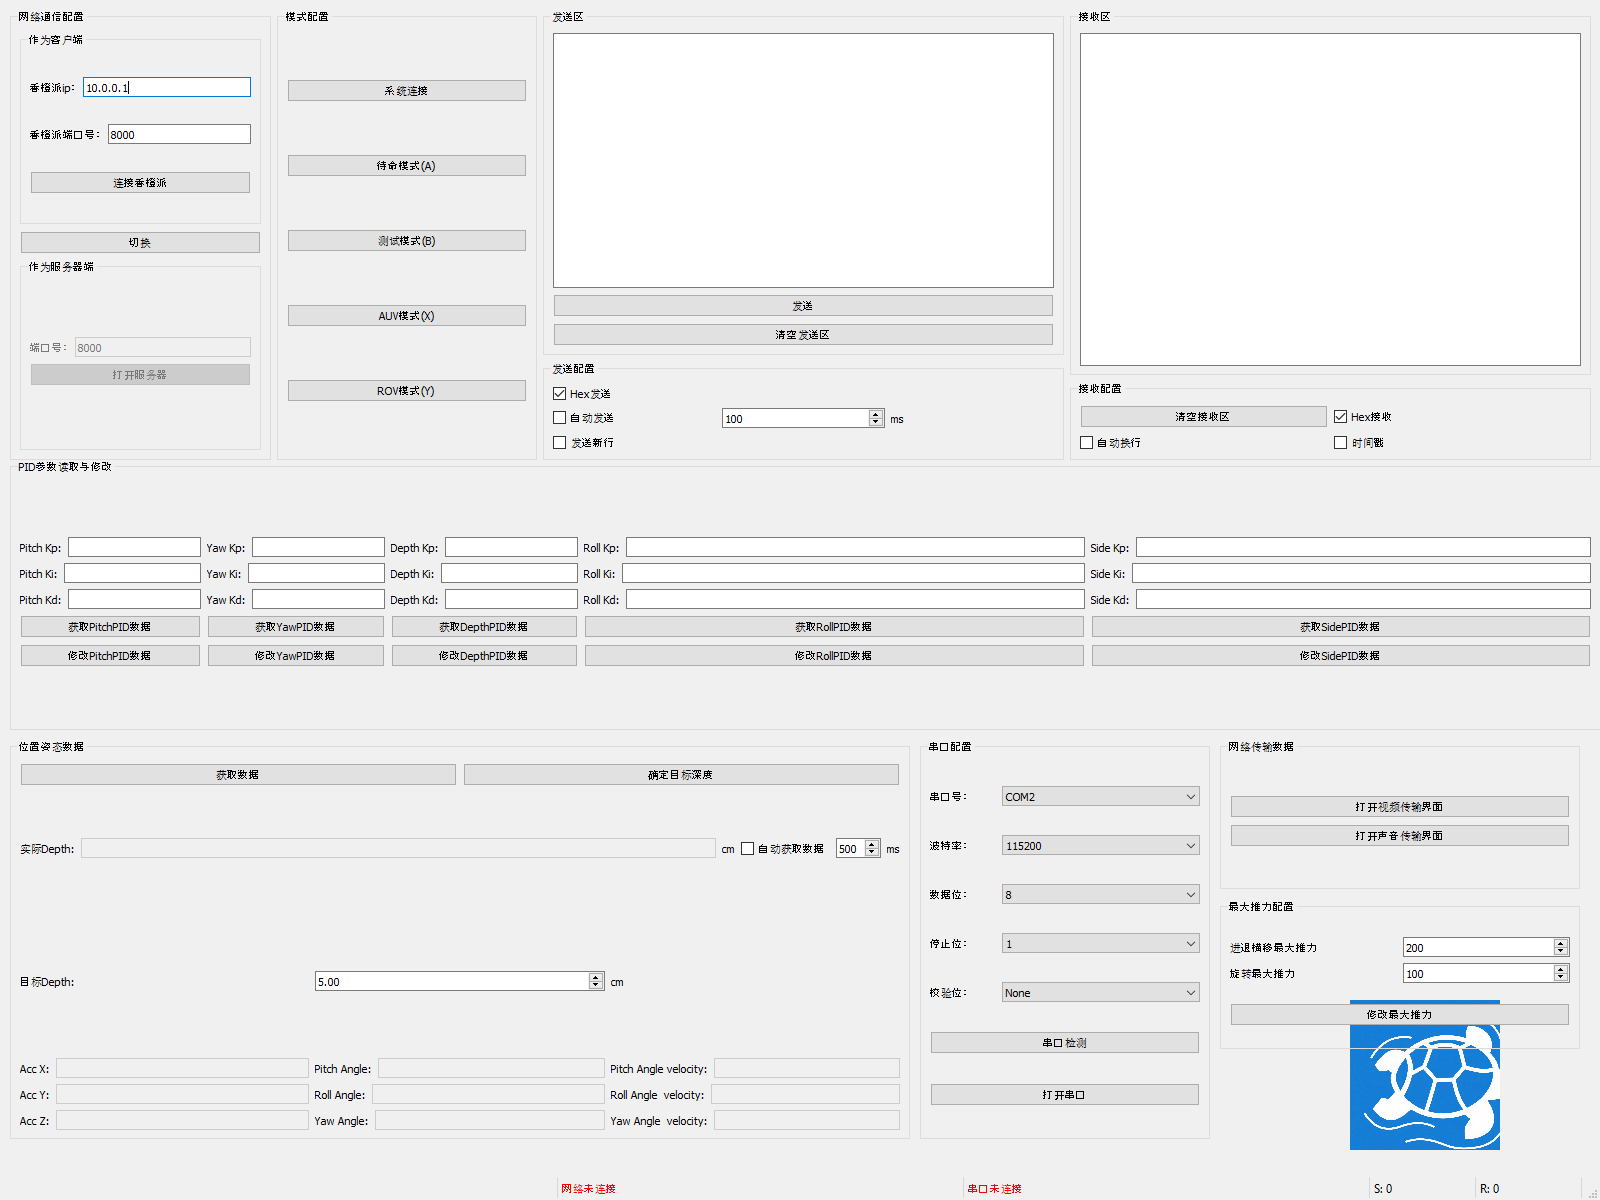 网络通信配置
作为客户端
香橙派ip:
10.0.0.1
香橙派端口号:
8000
连接香橙派
切换
作为服务器端
端口号:
8000
打开服务器
模式配置
系统连接
待命模式(A)
测试模式(B)
AUV模式(X)
ROV模式(Y)
发送区
发送
清空发送区
发送配置
Hex发送
自动发送
100
ms
发送新行
接收区
接收配置
清空接收区
Hex接收
自动换行
时间戳
PID参数读取与修改
Pitch Kp:
Yaw Kp:
Depth Kp:
Roll Kp:
Side Kp:
Pitch Ki:
Yaw Ki:
Depth Ki:
Roll Ki:
Side Ki:
Pitch Kd:
Yaw Kd:
Depth Kd:
Roll Kd:
Side Kd:
获取PitchPID数据
获取YawPID数据
获取DepthPID数据
获取RollPID数据
获取SidePID数据
修改PitchPID数据
修改YawPID数据
修改DepthPID数据
修改RollPID数据
修改SidePID数据
位置姿态数据
获取数据
确定目标深度
实际Depth:
cm
自动获取数据
500
ms
目标Depth:
5.00
cm
Acc X:
Pitch Angle:
Pitch Angle velocity:
Acc Y:
Roll Angle:
Roll Angle velocity:
Acc Z:
Yaw Angle:
Yaw Angle velocity:
串口配置
串口号:
COM2
波特率:
115200
数据位:
8
停止位:
1
校验位:
None
串口检测
打开串口
网络传输数据
打开视频传输界面
打开声音传输界面
最大推力配置
进退横移最大推力
200
旋转最大推力
100
修改最大推力
网络未连接
串口未连接
S: 0
R: 0